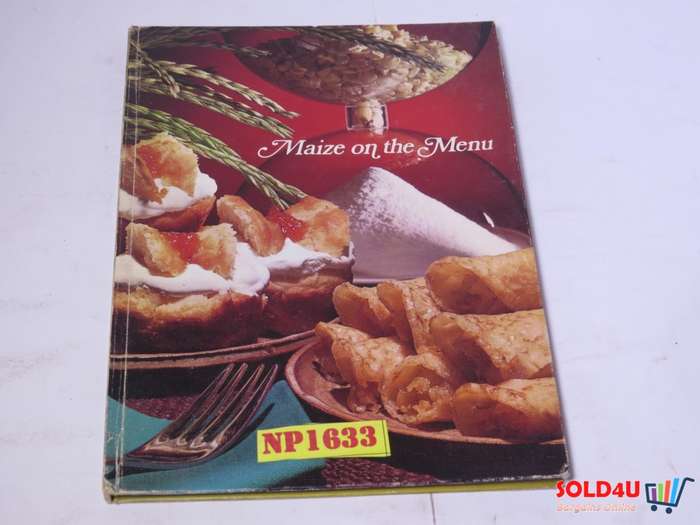 Maize on the Menu
NP1633
SOLD4U
Bargains Online